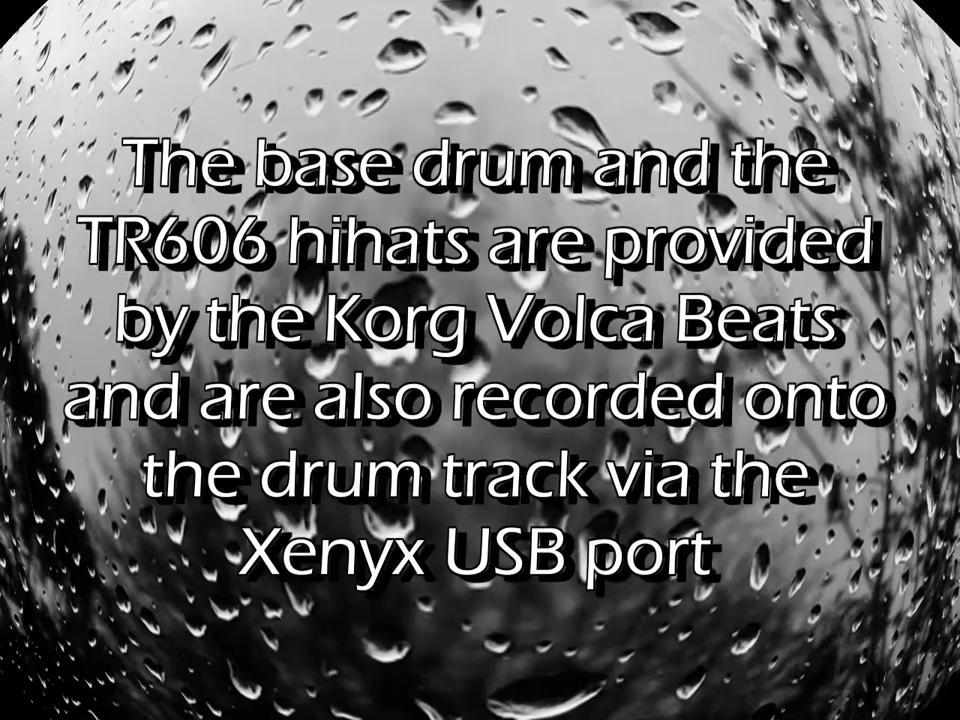 The base drum and the
TR606 hihats are provided
by the Korg Volca Beats
and are also recorded onto
the drum track via the
Xenyx USB port